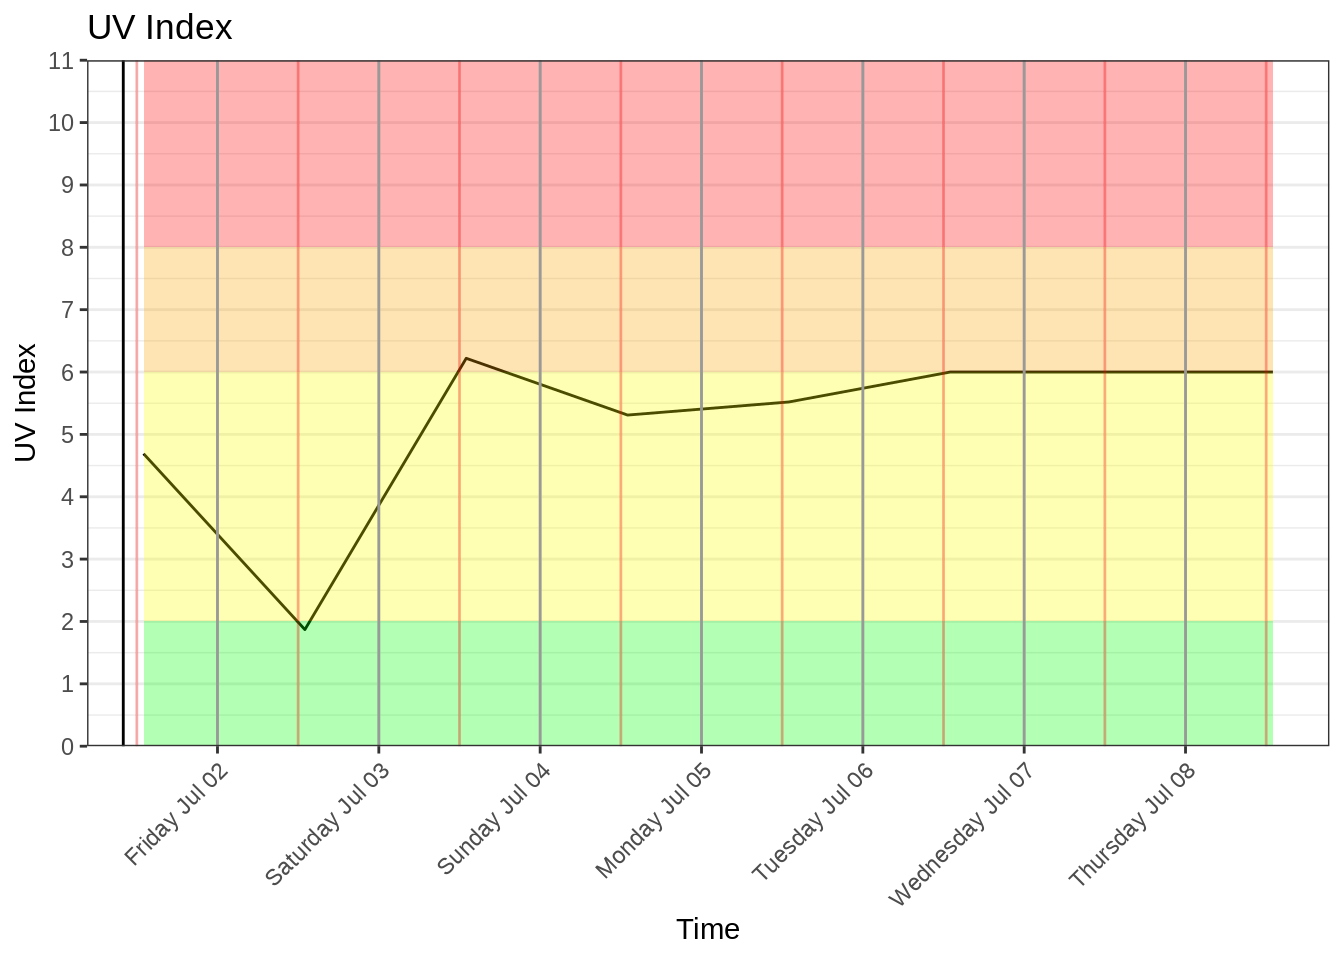 UV Index
11
10
9
8
7
6
5
4
3
2
1
0
UV Index
Friday Jul 02
Saturday Jul 03
Sunday Jul 04
Monday Jul 05
Tuesday Jul 06
Wednesday Jul 07
Thursday Jul 08
Time